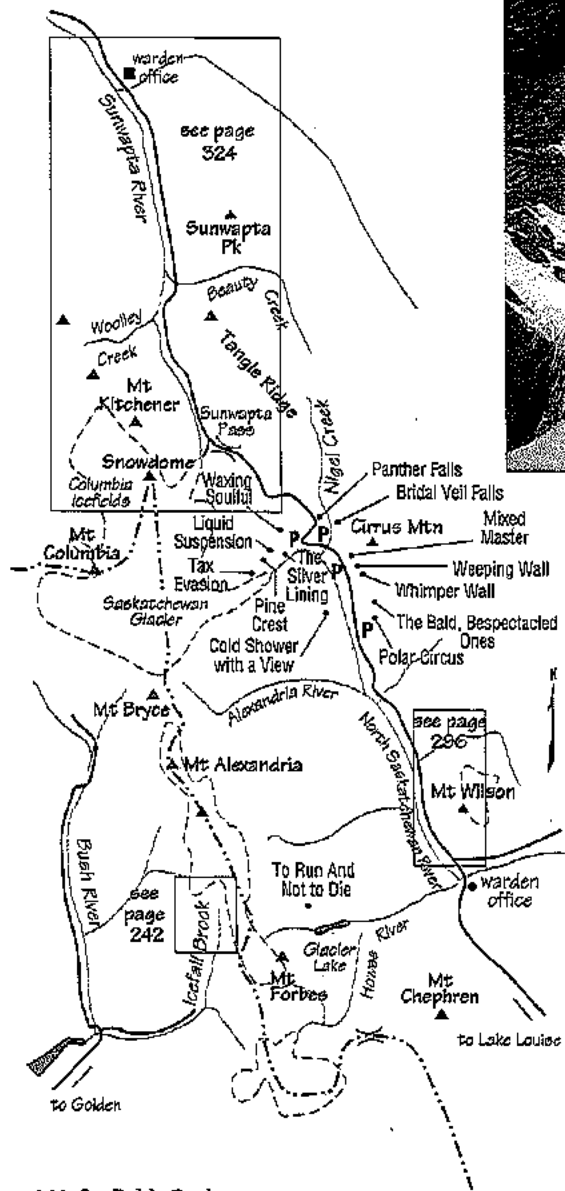 warden
office
Sunwapta River
see page
324
Sunwapta
Pk
Beauty
Creek
Woolley
Creek
Tangle Ridge
Mt
Kitchener
Sunwapta
Pass
Nigel Creek
Snowdome
Columbia
Icefields
Waxing
Soulful
Panther Falls
Bridal Veil Falls
P
P
Cirrus Mtn
Mixed
Master
Liquid
Suspension
Mt
Columbia
The
Silver
Lining
P
Weeping Wall
Tax
Evasion
Whimper Wall
Saskatchewan
Glacier
Pine
Crest
The Bald, Bespectacled
Ones
P
Cold Shower
with a View
Polar Circus
Mt Bryce
Alexandria River
North Saskatchewan River
see page
296
Mt Alexandria
Mt Wilson
Bush River
To Run And
Not to Die
warden
office
see
page
242
Icefall Brook
Glacier
Lake
Howse River
Mt
Forbes
Mt
Chephren
to Lake Louise
to Golden